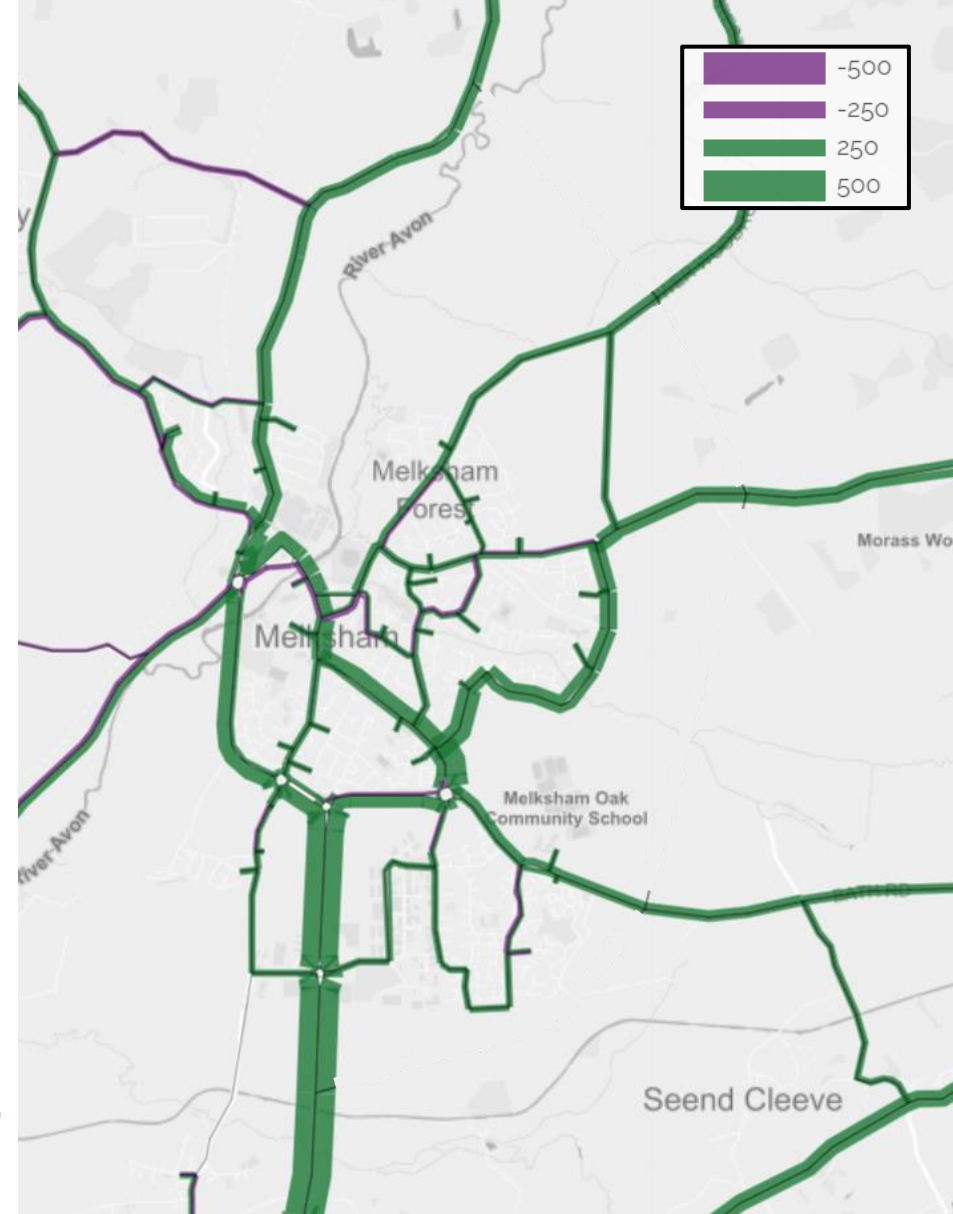 -500
-250
250
500
y
River Avon
Melksham
Forest
Morass Wo
Melksham
Melksham Oak
Community School
River Avon
BATH RD
Seend Cleeve